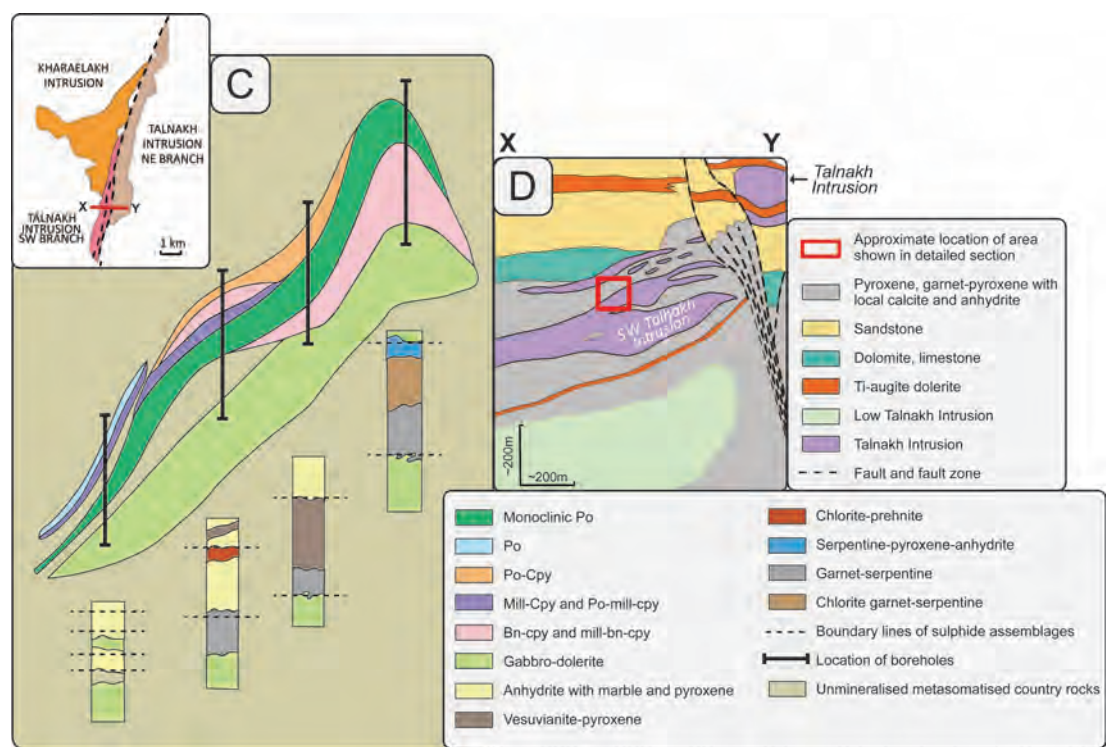 KHARAELAKH
INTRUSION
TALNAKH
INTRUSION
NE BRANCH
X
Y
TALNAKH
INTRUSION
SW BRANCH
1 km
C
X
Y
D
Talnakh
Intrusion
SW Talnakh
Intrusion
~200m
~200m
Approximate location of area
shown in detailed section
Pyroxene, garnet-pyroxene with
local calcite and anhydrite
Sandstone
Dolomite, limestone
Ti-augite dolerite
Low Talnakh Intrusion
Talnakh Intrusion
Fault and fault zone
Monoclinic Po
Po
Po-Cpy
Mill-Cpy and Po-mill-cpy
Bn-cpy and mill-bn-cpy
Gabbro-dolerite
Anhydrite with marble and pyroxene
Vesuvianite-pyroxene
Chlorite-prehnite
Serpentine-pyroxene-anhydrite
Garnet-serpentine
Chlorite garnet-serpentine
Boundary lines of sulphide assemblages
Location of boreholes
Unmineralised metasomatised country rocks